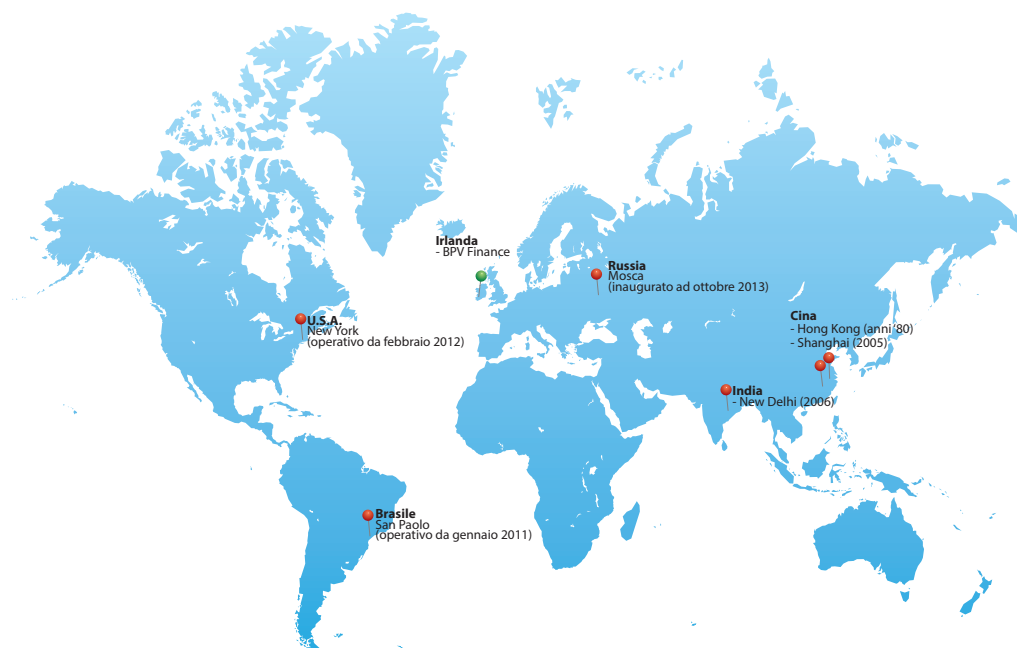 Irlanda
- BPV Finance
Russia
Mosca
(inaugurato ad ottobre 2013)
U.S.A.
New York
(operativo da febbraio 2012)
Cina
- Hong Kong (anni '80)
- Shanghai (2005)
India
- New Delhi (2006)
Brasile
San Paolo
(operativo da gennaio 2011)